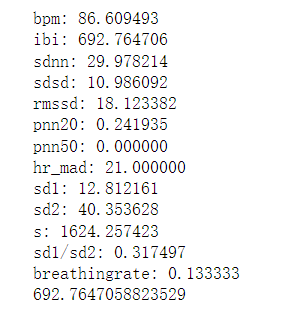 bpm: 86.609493
ibi: 692.764706
sdnn: 29.978214
sdsd: 10.986092
rmssd: 18.123382
pnn20: 0.241935
pnn50: 0.000000
hr_mad: 21.000000
sd1: 12.812161
sd2: 40.353628
s: 1624.257423
sd1/sd2: 0.317497
breathingrate: 0.133333
692.7647058823529